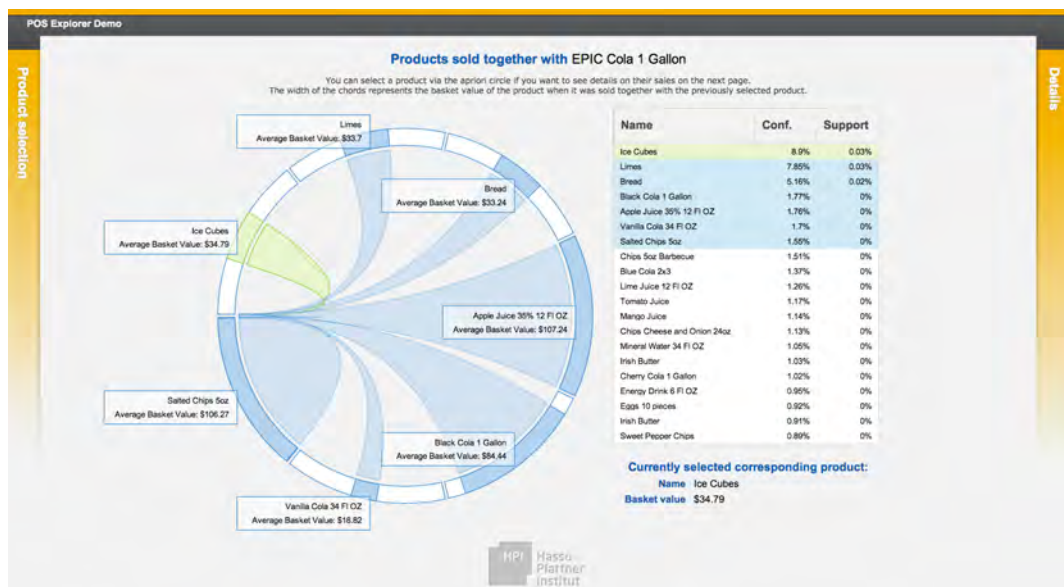 POS Explorer Demo
Product selection
Details
Products sold together with EPIC Cola 1 Gallon
You can select a product via the apriori circle if you want to see details on their sales on the next page.
The width of the chords represents the basket value of the product when it was sold together with the previously selected product.
Limes
Average Basket Value: $33.7
Bread
Average Basket Value: $33.24
Ice Cubes
Average Basket Value: $34.79
Apple Juice 35% 12 Fl OZ
Average Basket Value: $107.24
Salted Chips 5oz
Average Basket Value: $106.27
Black Cola 1 Gallon
Average Basket Value: $84.44
Vanilla Cola 34 Fl OZ
Average Basket Value: $16.82
Name Conf. Support
Ice Cubes 8.9% 0.03%
Limes 7.85% 0.03%
Bread 5.16% 0.02%
Black Cola 1 Gallon 1.77% 0%
Apple Juice 35% 12 Fl OZ 1.76% 0%
Vanilla Cola 34 Fl OZ 1.7% 0%
Salted Chips 5oz 1.55% 0%
Chips 5oz Barbecue 1.51% 0%
Blue Cola 2x3 1.37% 0%
Lime Juice 12 Fl OZ 1.26% 0%
Tomato Juice 1.17% 0%
Mango Juice 1.14% 0%
Chips Cheese and Onion 24oz 1.13% 0%
Mineral Water 34 Fl OZ 1.05% 0%
Irish Butter 1.03% 0%
Cherry Cola 1 Gallon 1.02% 0%
Energy Drink 6 Fl OZ 0.95% 0%
Eggs 10 pieces 0.92% 0%
Irish Butter 0.91% 0%
Sweet Pepper Chips 0.89% 0%
Currently selected corresponding product:
Name Ice Cubes
Basket value $34.79
HPI
Hasso
Plattner
Institut